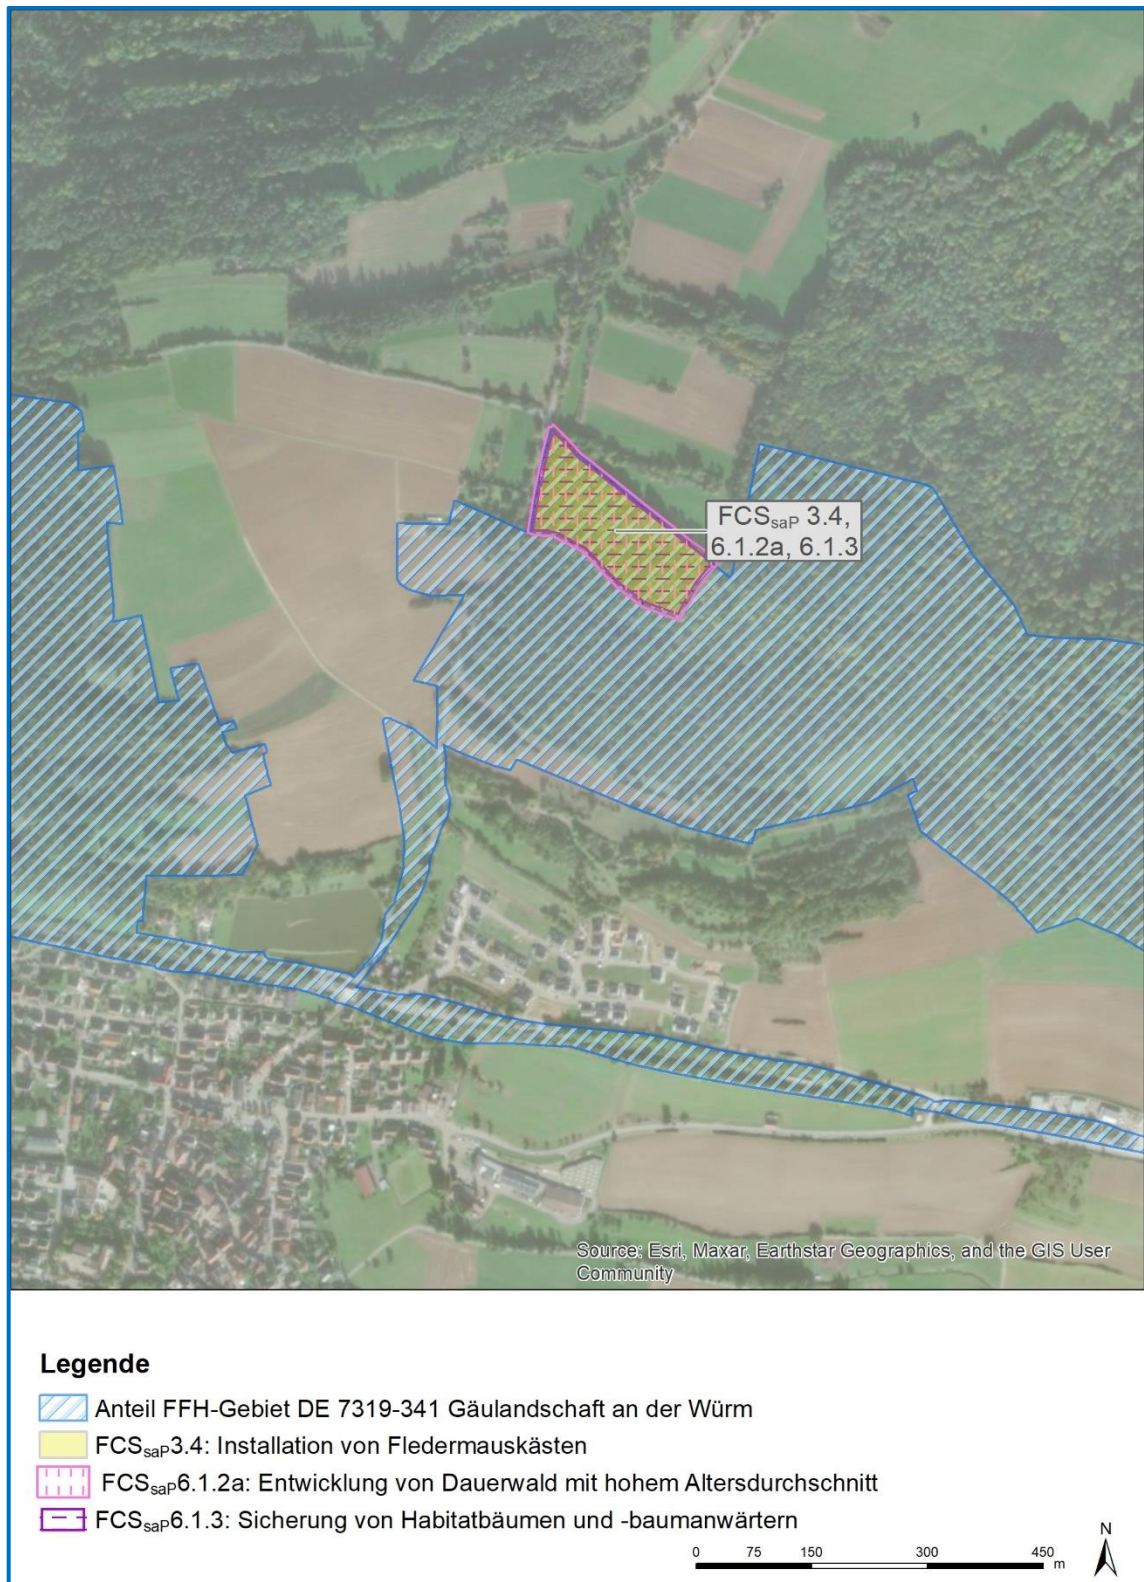 FCSsaP 3.4,
6.1.2a, 6.1.3
Source: Esri, Maxar, Earthstar Geographics, and the GIS User
Community
Legende
Anteil FFH-Gebiet DE 7319-341 Gäulandschaft an der Würm
FCSsaP3.4: Installation von Fledermauskästen
FCSsaP6.1.2a: Entwicklung von Dauerwald mit hohem Altersdurchschnitt
FCSsaP6.1.3: Sicherung von Habitatbäumen und -baumanwärtern
N
0 75 150 300 450
m